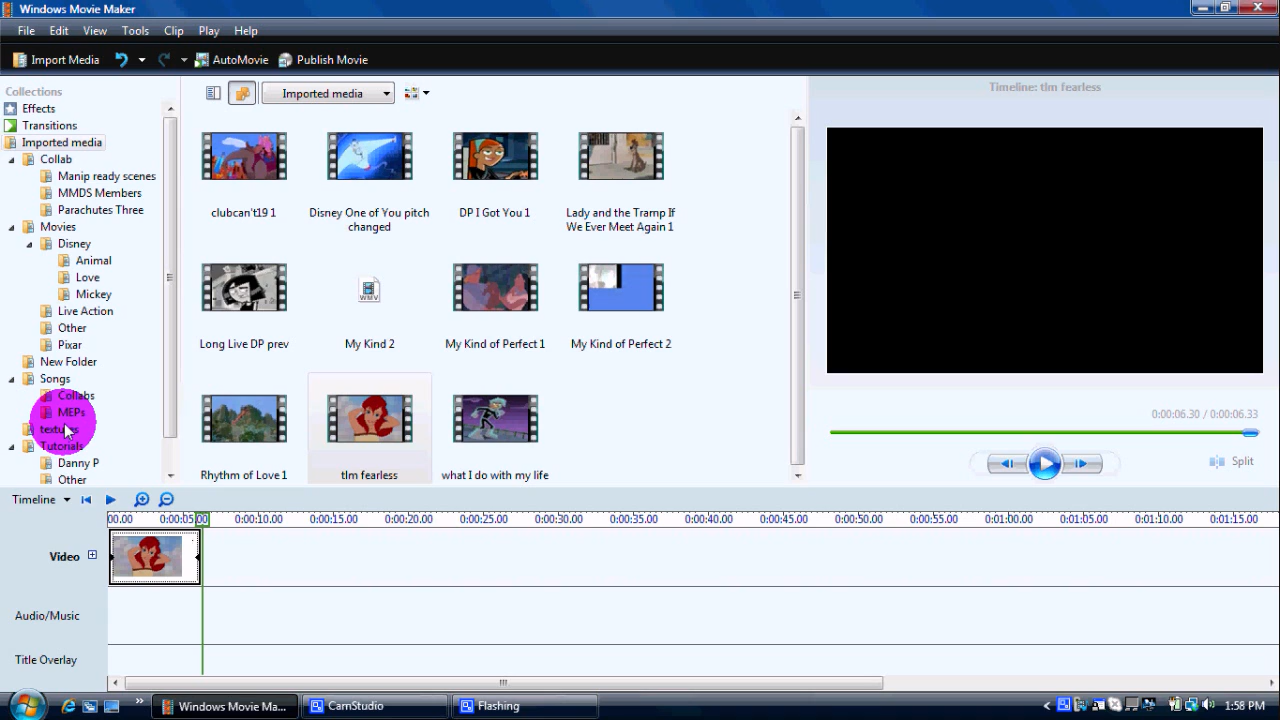 Windows Movie Maker
File Edit View Tools Clip Play Help
Import Media AutoMovie Publish Movie
Collections
Effects
Transitions
Imported media
Collab
Manip ready scenes
MMDS Members
Parachutes Three
Movies
Disney
Animal
Love
Mickey
Live Action
Other
Pixar
New Folder
Songs
Collabs
MEPs
textures
Tutorials
Danny P
Other
Imported media
clubcan't19 1
Disney One of You pitch
changed
DP I Got You 1
Lady and the Tramp If
We Ever Meet Again 1
Long Live DP prev
WMV
My Kind 2
My Kind of Perfect 1
My Kind of Perfect 2
Rhythm of Love 1
tlm fearless
what I do with my life
Timeline: tlm fearless
0:00:06.30 / 0:00:06.33
Split
Timeline
00.00 0:00:05.00 0:00:10.00 0:00:15.00 0:00:20.00 0:00:25.00 0:00:30.00 0:00:35.00 0:00:40.00 0:00:45.00 0:00:50.00 0:00:55.00 0:01:00.00 0:01:05.00 0:01:10.00 0:01:15.00
Video
Audio/Music
Title Overlay
Windows Movie Ma... CamStudio Flashing 1:58 PM